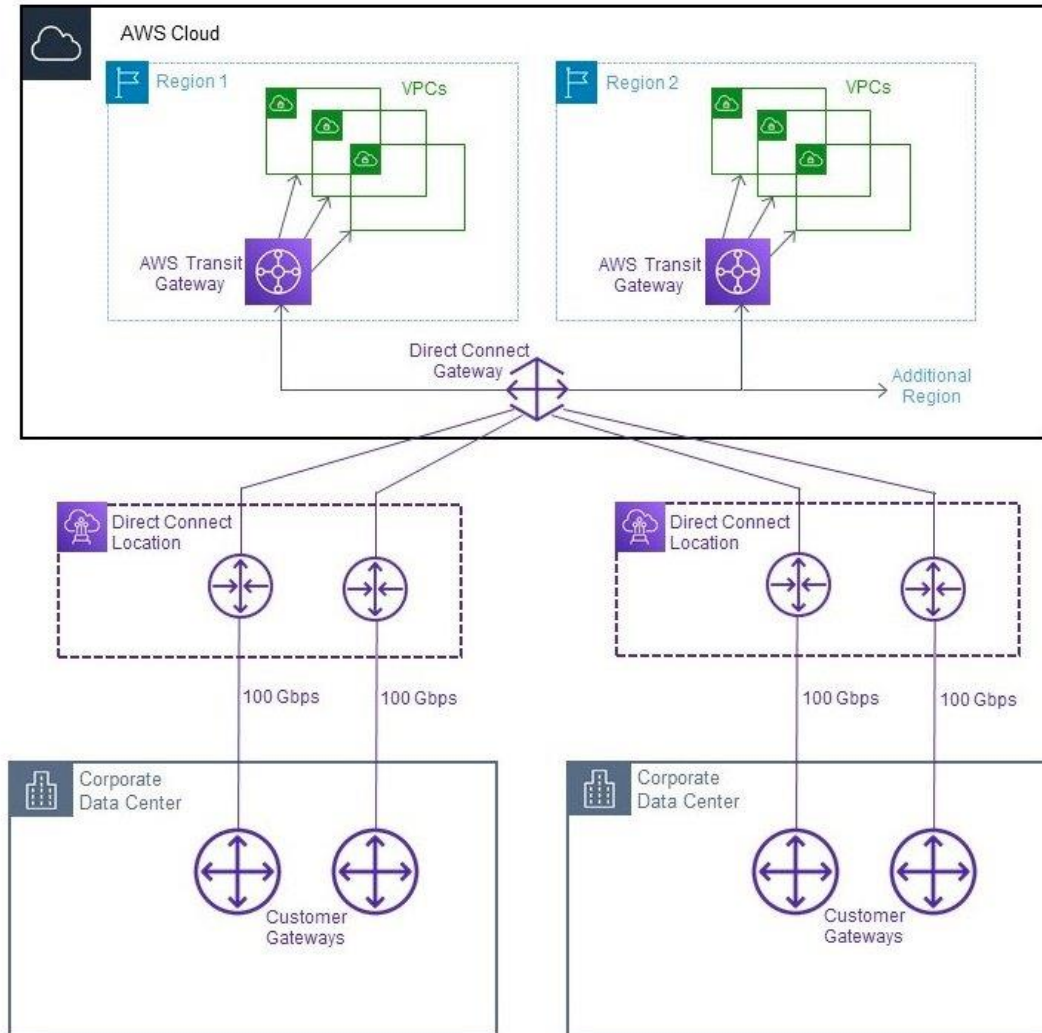 AWS Cloud
Region 1
VPCs
AWS Transit
Gateway
Region 2
VPCs
AWS Transit
Gateway
Direct Connect
Gateway
Additional
Region
Direct Connect
Location
Direct Connect
Location
100 Gbps
100 Gbps
100 Gbps
100 Gbps
Corporate
Data Center
Corporate
Data Center
Customer
Gateways
Customer
Gateways